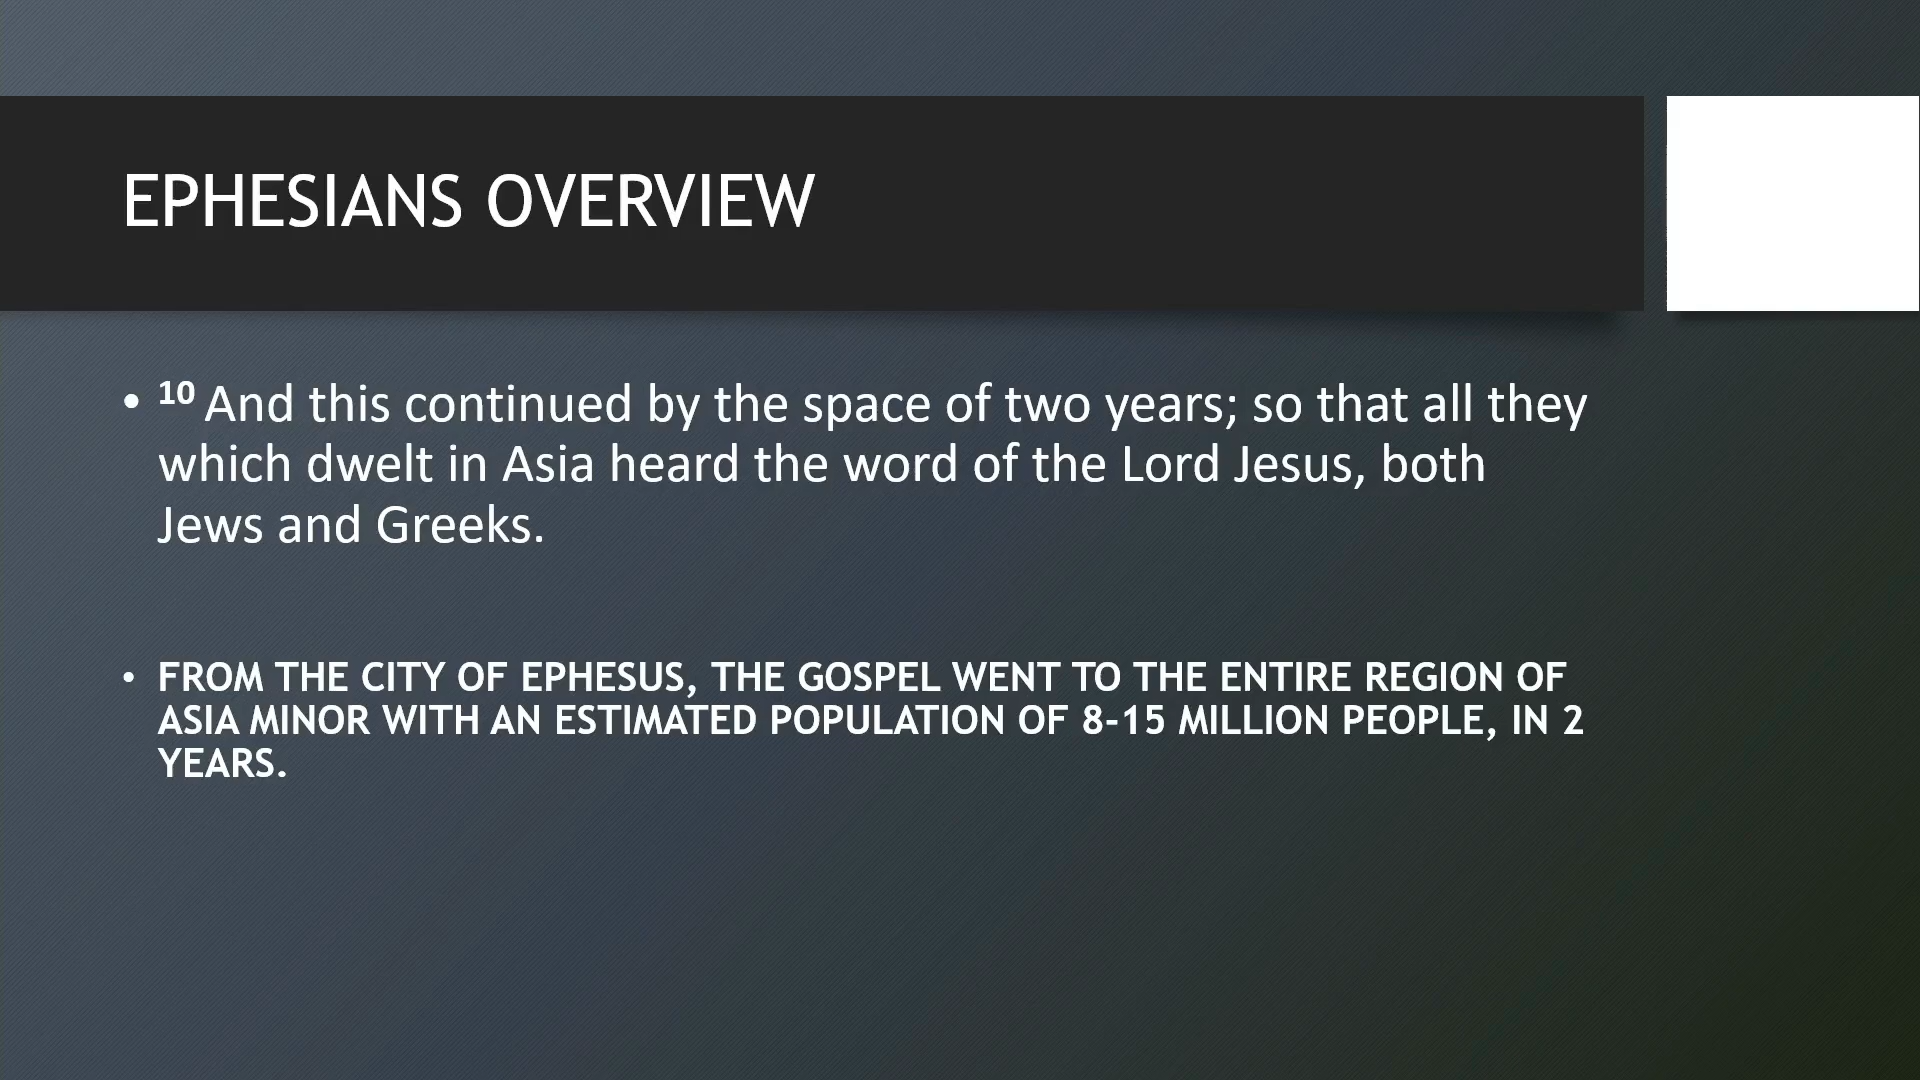 EPHESIANS OVERVIEW
• 10 And this continued by the space of two years; so that all they
which dwelt in Asia heard the word of the Lord Jesus, both
Jews and Greeks.
• FROM THE CITY OF EPHESUS, THE GOSPEL WENT TO THE ENTIRE REGION OF
ASIA MINOR WITH AN ESTIMATED POPULATION OF 8-15 MILLION PEOPLE, IN 2
YEARS.